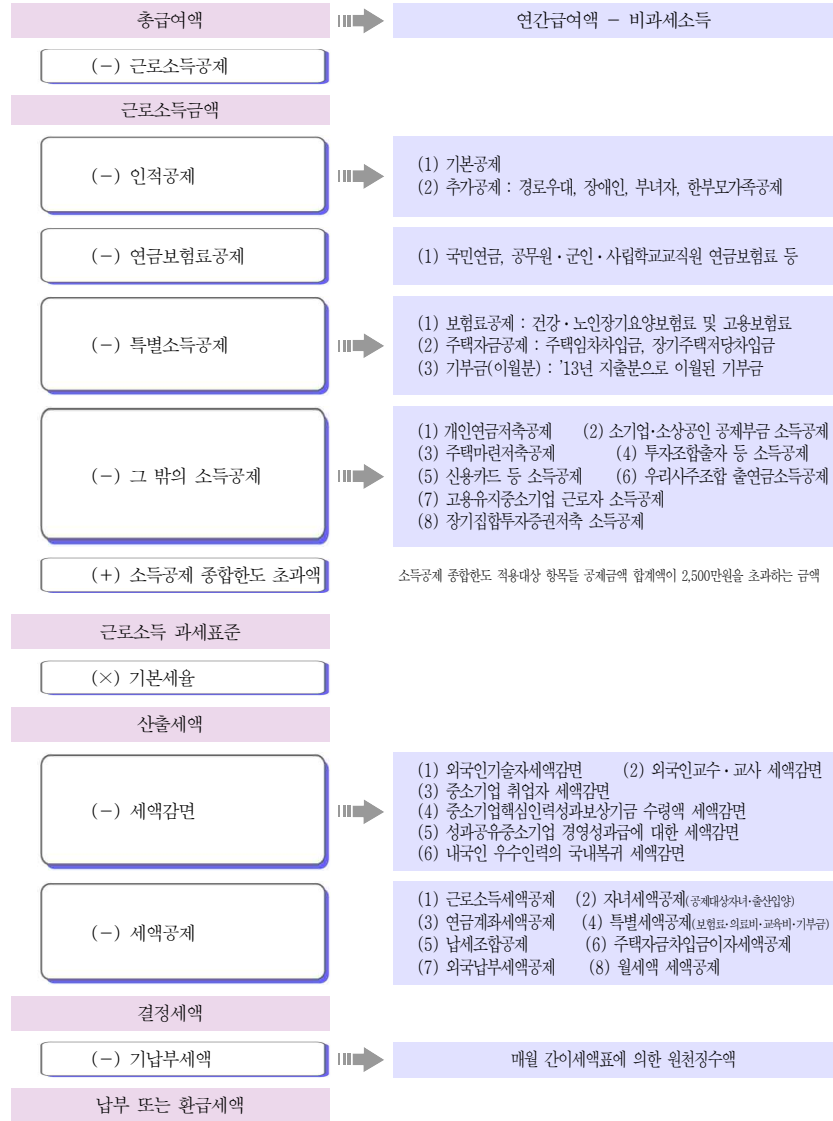 총급여액
연간급여액 - 비과세소득
(-) 근로소득공제
근로소득금액
(-) 인적공제
(1) 기본공제
(2) 추가공제 : 경로우대, 장애인, 부녀자, 한부모가족공제
(-) 연금보험료공제
(1) 국민연금, 공무원·군인·사립학교교직원 연금보험료 등
(-) 특별소득공제
(1) 보험료공제 : 건강·노인장기요양보험료 및 고용보험료
(2) 주택자금공제 : 주택임차차입금, 장기주택저당차입금
(3) 기부금(이월분) : '13년 지출분으로 이월된 기부금
(-) 그 밖의 소득공제
(1) 개인연금저축공제 (2) 소기업·소상공인 공제부금 소득공제
(3) 주택마련저축공제 (4) 투자조합출자 등 소득공제
(5) 신용카드 등 소득공제 (6) 우리사주조합 출연금소득공제
(7) 고용유지중소기업 근로자 소득공제
(8) 장기집합투자증권저축 소득공제
(+) 소득공제 종합한도 초과액
소득공제 종합한도 적용대상 항목들 공제금액 합계액이 2,500만원을 초과하는 금액
근로소득 과세표준
(×) 기본세율
산출세액
(-) 세액감면
(1) 외국인기술자세액감면 (2) 외국인교수·교사 세액감면
(3) 중소기업 취업자 세액감면
(4) 중소기업핵심인력성과보상기금 수령액 세액감면
(5) 성과공유중소기업 경영성과급에 대한 세액감면
(6) 내국인 우수인력의 국내복귀 세액감면
(-) 세액공제
(1) 근로소득세액공제 (2) 자녀세액공제(공제대상자녀·출산입양)
(3) 연금계좌세액공제 (4) 특별세액공제(보험료·의료비·교육비·기부금)
(5) 납세조합공제 (6) 주택자금차입금이자세액공제
(7) 외국납부세액공제 (8) 월세액 세액공제
결정세액
(-) 기납부세액
매월 간이세액표에 의한 원천징수액
납부 또는 환급세액